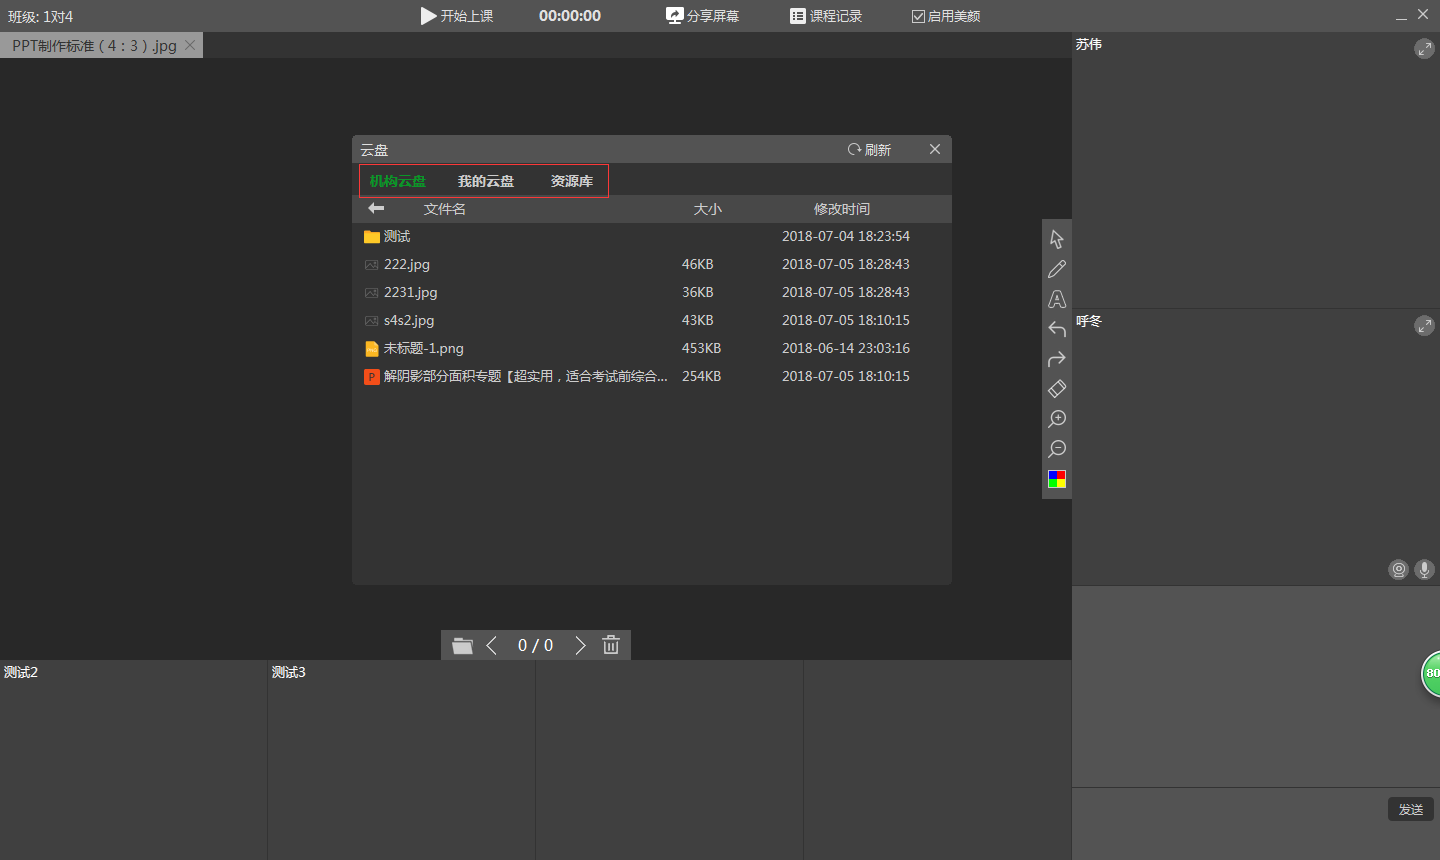 班级: 1对4
开始上课
00:00:00
分享屏幕
课程记录
启用美颜
PPT制作标准（4：3）.jpg
苏伟
云盘
刷新
机构云盘
我的云盘
资源库
文件名 大小 修改时间
测试 2018-07-04 18:23:54
222.jpg 46KB 2018-07-05 18:28:43
2231.jpg 36KB 2018-07-05 18:28:43
s4s2.jpg 43KB 2018-07-05 18:10:15
未标题-1.png 453KB 2018-06-14 23:03:16
P 解阴影部分面积专题【超实用，适合考试前综合... 254KB 2018-07-05 18:10:15
A
呼冬
0 / 0
测试2
测试3
80
发送